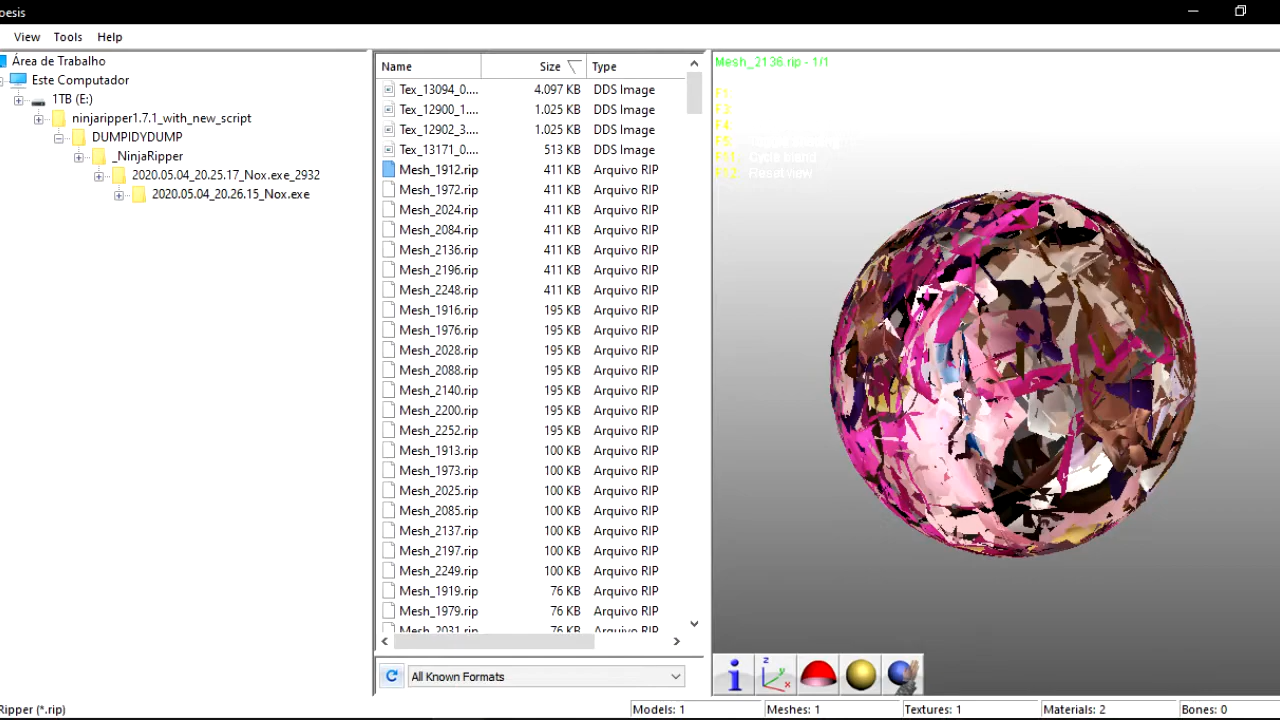 oesis
View Tools Help
Área de Trabalho
Este Computador
1TB (E:)
ninjaripper1.7.1_with_new_script
DUMPIDYDUMP
_NinjaRipper
2020.05.04_20.25.17_Nox.exe_2932
2020.05.04_20.26.15_Nox.exe
Name Size Type
Tex_13094_0.... 4.097 KB DDS Image
Tex_12900_1.... 1.025 KB DDS Image
Tex_12902_3.... 1.025 KB DDS Image
Tex_13171_0.... 513 KB DDS Image
Mesh_1912.rip 411 KB Arquivo RIP
Mesh_1972.rip 411 KB Arquivo RIP
Mesh_2024.rip 411 KB Arquivo RIP
Mesh_2084.rip 411 KB Arquivo RIP
Mesh_2136.rip 411 KB Arquivo RIP
Mesh_2196.rip 411 KB Arquivo RIP
Mesh_2248.rip 411 KB Arquivo RIP
Mesh_1916.rip 195 KB Arquivo RIP
Mesh_1976.rip 195 KB Arquivo RIP
Mesh_2028.rip 195 KB Arquivo RIP
Mesh_2088.rip 195 KB Arquivo RIP
Mesh_2140.rip 195 KB Arquivo RIP
Mesh_2200.rip 195 KB Arquivo RIP
Mesh_2252.rip 195 KB Arquivo RIP
Mesh_1913.rip 100 KB Arquivo RIP
Mesh_1973.rip 100 KB Arquivo RIP
Mesh_2025.rip 100 KB Arquivo RIP
Mesh_2085.rip 100 KB Arquivo RIP
Mesh_2137.rip 100 KB Arquivo RIP
Mesh_2197.rip 100 KB Arquivo RIP
Mesh_2249.rip 100 KB Arquivo RIP
Mesh_1919.rip 76 KB Arquivo RIP
Mesh_1979.rip 76 KB Arquivo RIP
Mesh_2031.rip 76 KB Arquivo RIP
All Known Formats
Mesh_2136.rip - 1/1
F1:
F3:
F4:
F5:
F11: Cycle blend
F12: Reset view
i
z y x
Ripper (*.rip) Models: 1 Meshes: 1 Textures: 1 Materials: 2 Bones: 0